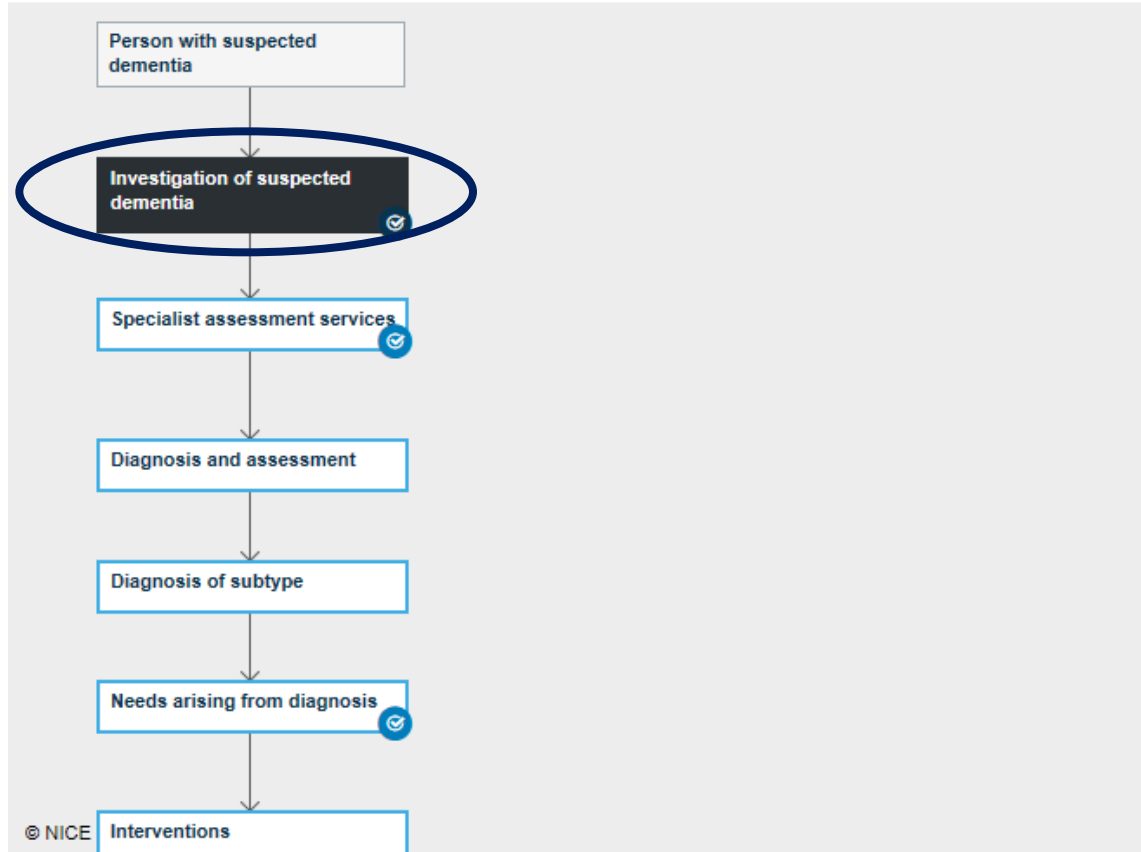 Person with suspected
dementia
Investigation of suspected
dementia
Specialist assessment services
Diagnosis and assessment
Diagnosis of subtype
Needs arising from diagnosis
© NICE
Interventions